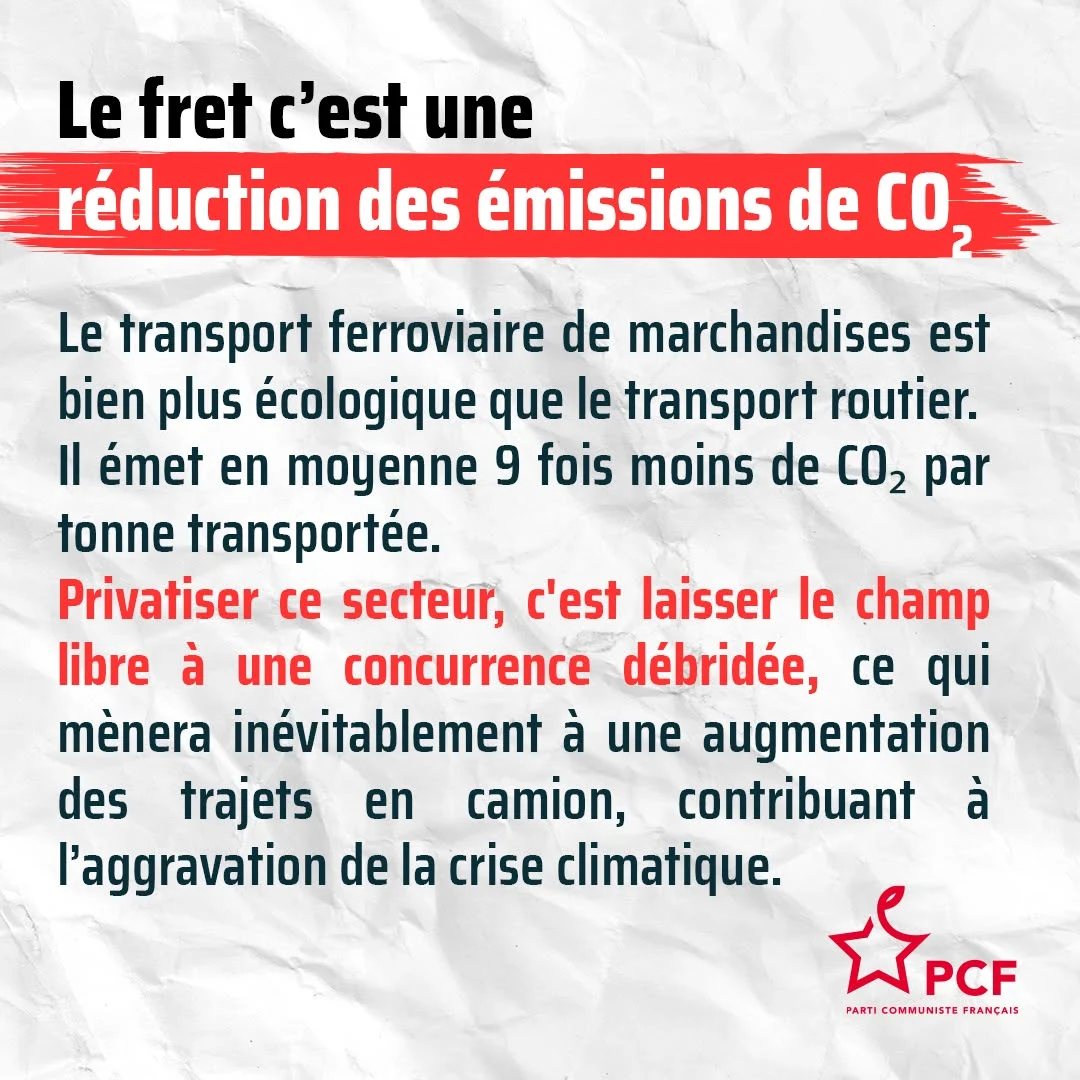 Le fret c’est une
réduction des émissions de CO₂
Le transport ferroviaire de marchandises est
bien plus écologique que le transport routier.
Il émet en moyenne 9 fois moins de CO₂ par
tonne transportée.
Privatiser ce secteur, c'est laisser le champ
libre à une concurrence débridée, ce qui
mènera inévitablement à une augmentation
des trajets en camion, contribuant à
l’aggravation de la crise climatique.
PCF
PARTI COMMUNISTE FRANÇAIS